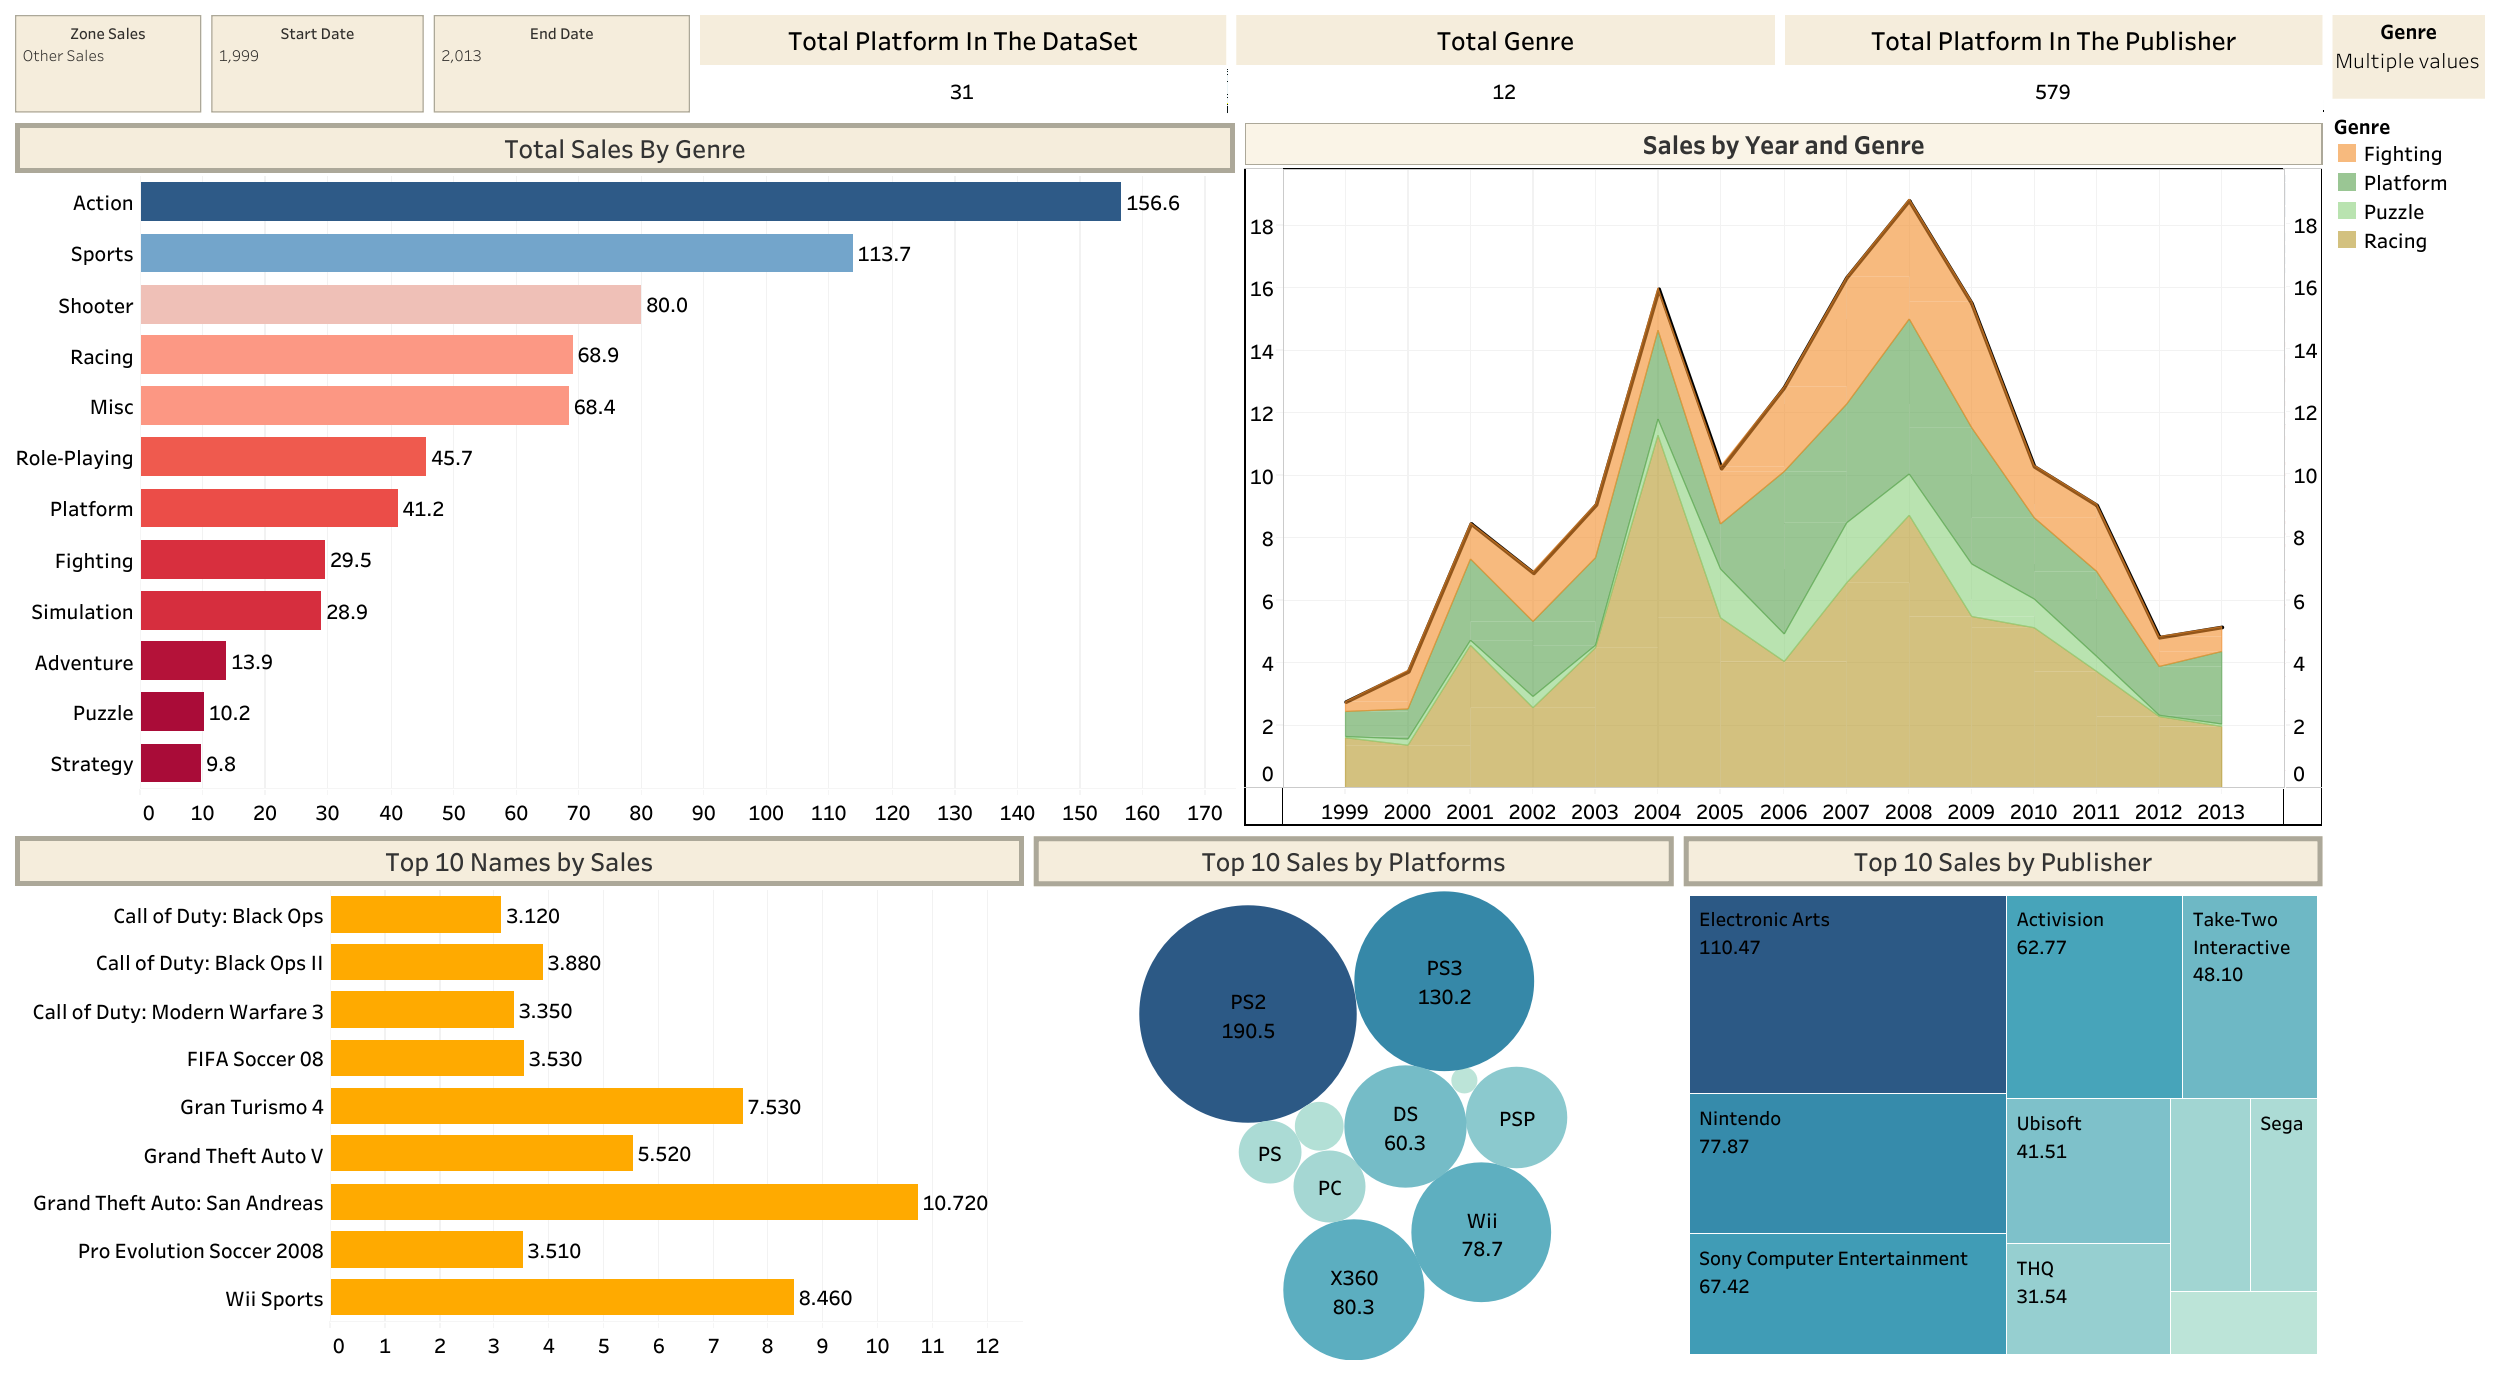 Zone Sales
Other Sales
Start Date
1,999
End Date
2,013
Total Platform In The DataSet
31
Total Genre
12
Total Platform In The Publisher
579
Genre
Multiple values
Genre
Fighting
Platform
Puzzle
Racing
Total Sales By Genre
Action 156.6
Sports 113.7
Shooter 80.0
Racing 68.9
Misc 68.4
Role-Playing 45.7
Platform 41.2
Fighting 29.5
Simulation 28.9
Adventure 13.9
Puzzle 10.2
Strategy 9.8
0 10 20 30 40 50 60 70 80 90 100 110 120 130 140 150 160 170
Sales by Year and Genre
18 18
16 16
14 14
12 12
10 10
8 8
6 6
4 4
2 2
0 0
1999 2000 2001 2002 2003 2004 2005 2006 2007 2008 2009 2010 2011 2012 2013
Top 10 Names by Sales
Call of Duty: Black Ops 3.120
Call of Duty: Black Ops II 3.880
Call of Duty: Modern Warfare 3 3.350
FIFA Soccer 08 3.530
Gran Turismo 4 7.530
Grand Theft Auto V 5.520
Grand Theft Auto: San Andreas 10.720
Pro Evolution Soccer 2008 3.510
Wii Sports 8.460
0 1 2 3 4 5 6 7 8 9 10 11 12
Top 10 Sales by Platforms
PS3
130.2
PS2
190.5
DS
60.3
PSP
PS
PC
Wii
78.7
X360
80.3
Top 10 Sales by Publisher
Electronic Arts
110.47
Activision
62.77
Take-Two
Interactive
48.10
Nintendo
77.87
Ubisoft
41.51
Sega
Sony Computer Entertainment
67.42
THQ
31.54